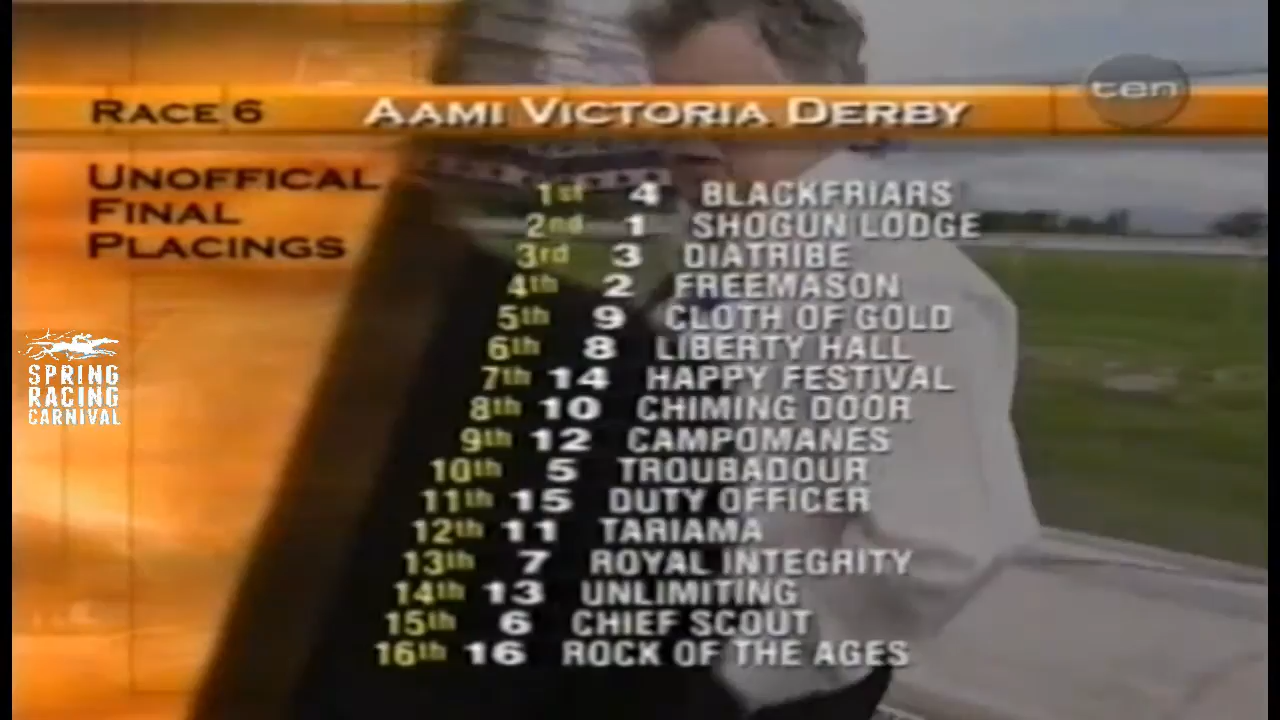 ten
RACE 6 AAMI VICTORIA DERBY
UNOFFICAL
FINAL
PLACINGS
1st 4 BLACKFRIARS
2nd 1 SHOGUN LODGE
3rd 3 DIATRIBE
4th 2 FREEMASON
5th 9 CLOTH OF GOLD
6th 8 LIBERTY HALL
7th 14 HAPPY FESTIVAL
8th 10 CHIMING DOOR
9th 12 CAMPOMANES
10th 5 TROUBADOUR
11th 15 DUTY OFFICER
12th 11 TARIAMA
13th 7 ROYAL INTEGRITY
14th 13 UNLIMITING
15th 6 CHIEF SCOUT
16th 16 ROCK OF THE AGES
SPRING
RACING
CARNIVAL